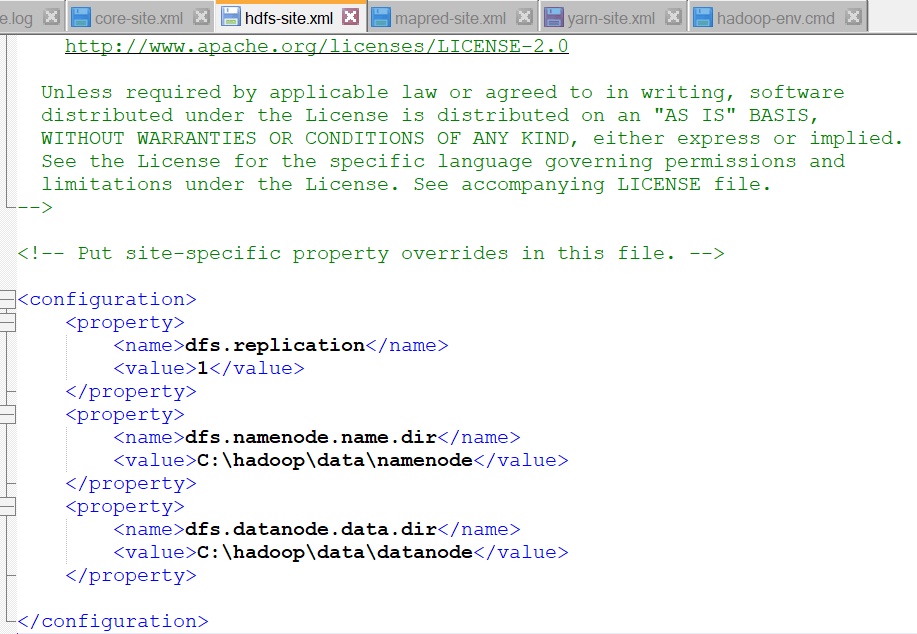 e.log core-site.xml hdfs-site.xml mapred-site.xml yarn-site.xml hadoop-env.cmd
http://www.apache.org/licenses/LICENSE-2.0
Unless required by applicable law or agreed to in writing, software
distributed under the License is distributed on an "AS IS" BASIS,
WITHOUT WARRANTIES OR CONDITIONS OF ANY KIND, either express or implied.
See the License for the specific language governing permissions and
limitations under the License. See accompanying LICENSE file.
-->
<!-- Put site-specific property overrides in this file. -->
<configuration>
<property>
<name>dfs.replication</name>
<value>1</value>
</property>
<property>
<name>dfs.namenode.name.dir</name>
<value>C:\hadoop\data\namenode</value>
</property>
<property>
<name>dfs.datanode.data.dir</name>
<value>C:\hadoop\data\datanode</value>
</property>
</configuration>